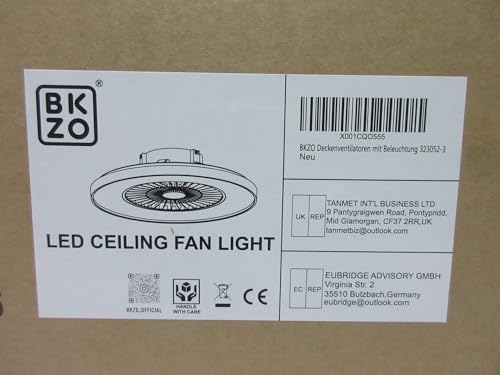 BK
ZO
®
LED CEILING FAN LIGHT
BKZO_OFFICIAL
HANDLE
WITH CARE
CE
X001CQO555
BKZO Deckenventilatoren mit Beleuchtung 323052-3
Neu
UK REP
TANMET INT'L BUSINESS LTD
9 Pantygraigwen Road, Pontypridd,
Mid Glamorgan, CF37 2RR,UK
tanmetbiz@outlook.com
EC REP
EUBRIDGE ADVISORY GMBH
Virginia Str. 2
35510 Butzbach,Germany
eubridge@outlook.com